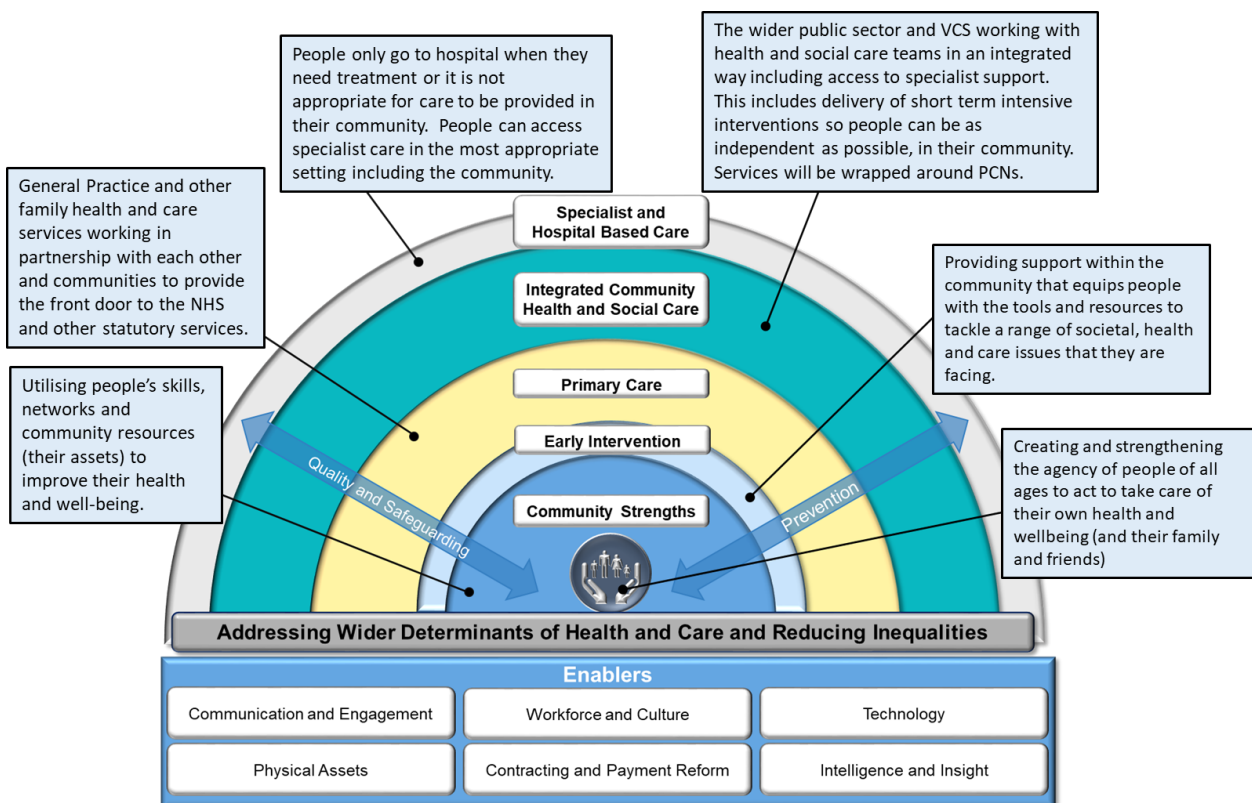 People only go to hospital when they
need treatment or it is not
appropriate for care to be provided in
their community.  People can access
specialist care in the most appropriate
setting including the community.
The wider public sector and VCS working with
health and social care teams in an integrated
way including access to specialist support.
This includes delivery of short term intensive
interventions so people can be as
independent as possible, in their community.
Services will be wrapped around PCNs.
General Practice and other
family health and care
services working in
partnership with each other
and communities to provide
the front door to the NHS
and other statutory services.
Utilising people's skills,
networks and
community resources
(their assets) to
improve their health
and well-being.
Providing support within the
community that equips people
with the tools and resources to
tackle a range of societal, health
and care issues that they are
facing.
Creating and strengthening
the agency of people of all
ages to act to take care of
their own health and
wellbeing (and their family
and friends)
Specialist and
Hospital Based Care
Integrated Community
Health and Social Care
Primary Care
Early Intervention
Community Strengths
Quality and Safeguarding
Prevention
Addressing Wider Determinants of Health and Care and Reducing Inequalities
Enablers
Communication and Engagement
Workforce and Culture
Technology
Physical Assets
Contracting and Payment Reform
Intelligence and Insight